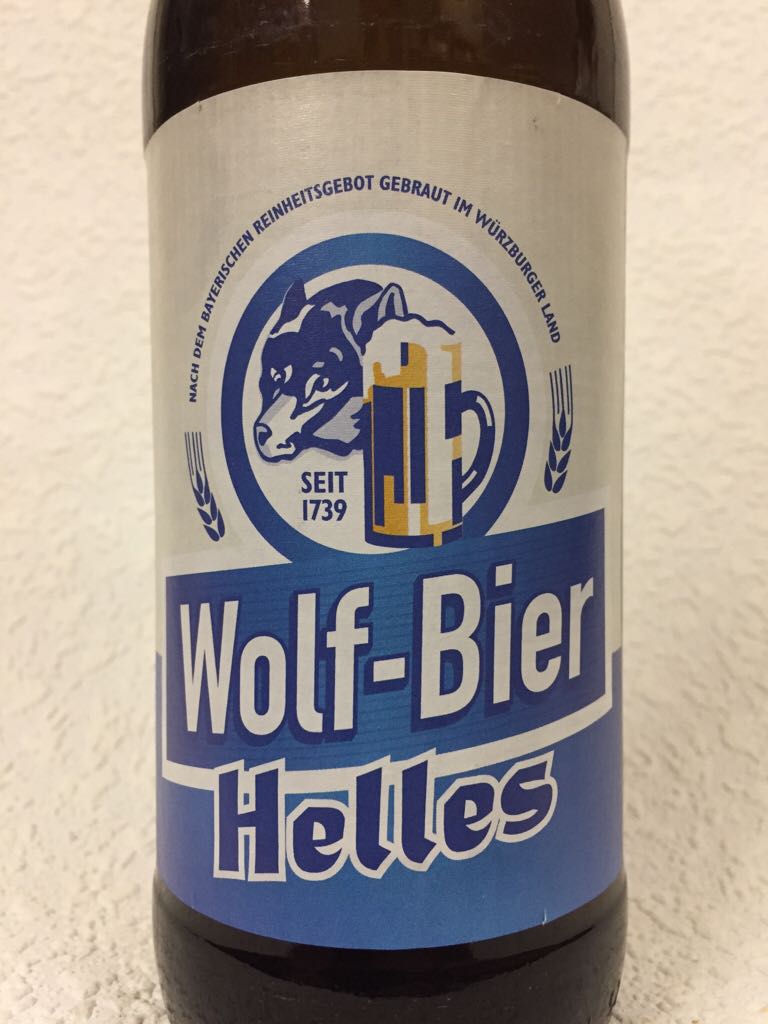 NACH DEM BAYERISCHEN REINHEITSGEBOT GEBRAUT IM WÜRZBURGER LAND
SEIT
1739
Wolf-Bier
Helles